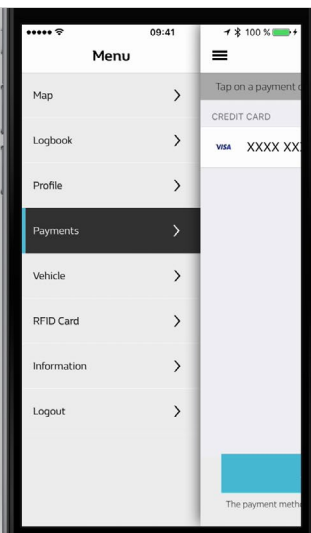 09:41
100 %
Menu
Tap on a payment
Map
CREDIT CARD
Logbook
VISA XXXX XX
Profile
Payments
Vehicle
RFID Card
Information
Logout
The payment meth